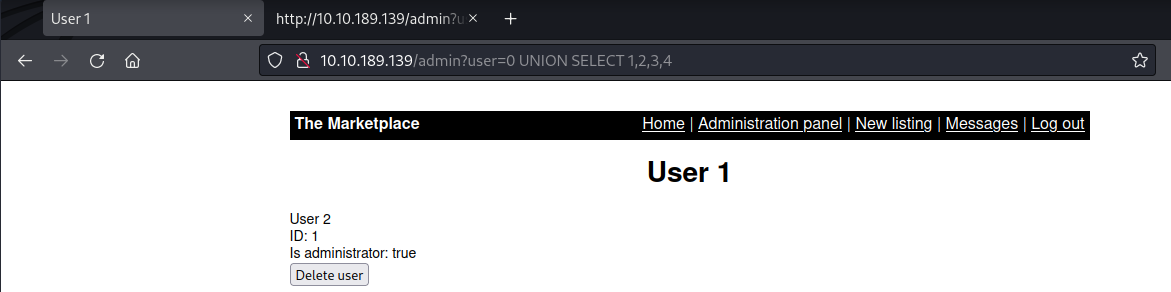 User 1
http://10.10.189.139/admin?u
10.10.189.139/admin?user=0 UNION SELECT 1,2,3,4
The Marketplace Home | Administration panel | New listing | Messages | Log out
User 1
User 2
ID: 1
Is administrator: true
Delete user